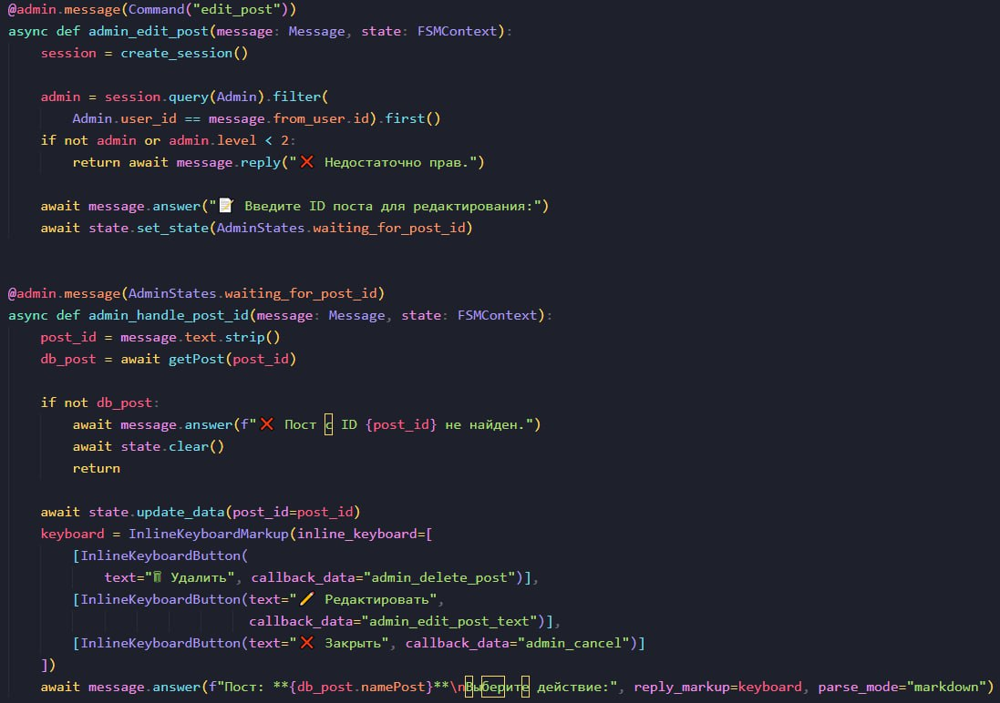 @admin.message(Command("edit_post"))
async def admin_edit_post(message: Message, state: FSMContext):
    session = create_session()
    admin = session.query(Admin).filter(
        Admin.user_id == message.from_user.id).first()
    if not admin or admin.level < 2:
        return await message.reply("❌ Недостаточно прав.")
    await message.answer("📝 Введите ID поста для редактирования:")
    await state.set_state(AdminStates.waiting_for_post_id)
@admin.message(AdminStates.waiting_for_post_id)
async def admin_handle_post_id(message: Message, state: FSMContext):
    post_id = message.text.strip()
    db_post = await getPost(post_id)
    if not db_post:
        await message.answer(f"❌ Пост с ID {post_id} не найден.")
        await state.clear()
        return
    await state.update_data(post_id=post_id)
    keyboard = InlineKeyboardMarkup(inline_keyboard=[
        [InlineKeyboardButton(
            text="🗑 Удалить", callback_data="admin_delete_post")],
        [InlineKeyboardButton(text="✏️ Редактировать",
                              callback_data="admin_edit_post_text")],
        [InlineKeyboardButton(text="❌ Закрыть", callback_data="admin_cancel")]
    ])
    await message.answer(f"Пост: **{db_post.namePost}**\nВыберите действие:", reply_markup=keyboard, parse_mode="markdown")